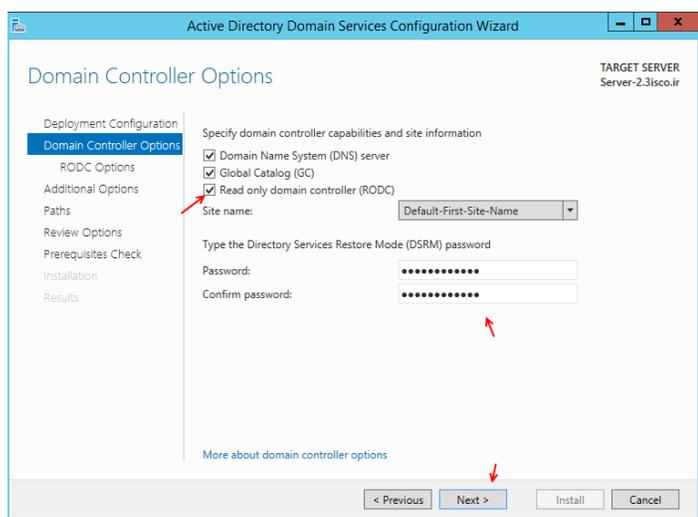 Active Directory Domain Services Configuration Wizard
Domain Controller Options
TARGET SERVER
Server-2.3isco.ir
Deployment Configuration
Domain Controller Options
RODC Options
Additional Options
Paths
Review Options
Prerequisites Check
Installation
Results
Specify domain controller capabilities and site information
Domain Name System (DNS) server
Global Catalog (GC)
Read only domain controller (RODC)
Site name: Default-First-Site-Name
Type the Directory Services Restore Mode (DSRM) password
Password: ●●●●●●●●●●●●
Confirm password: ●●●●●●●●●●●●
More about domain controller options
< Previous Next > Install Cancel